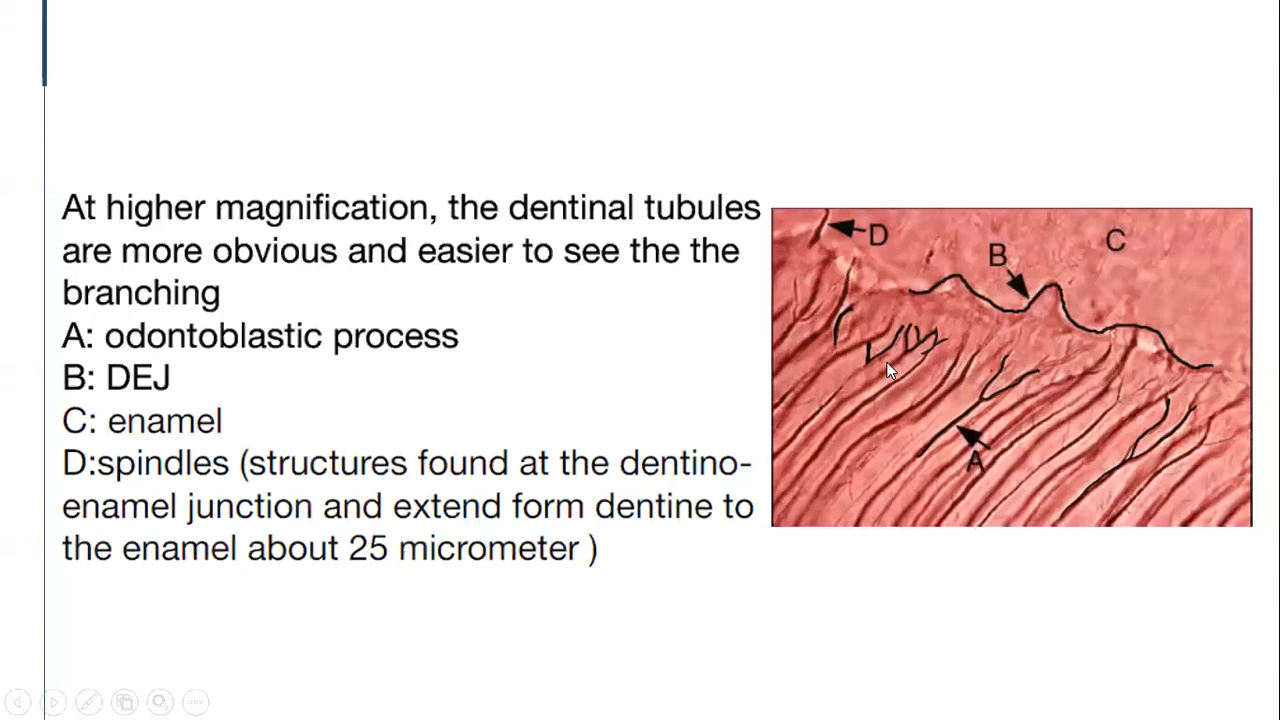 At higher magnification, the dentinal tubules
are more obvious and easier to see the the
branching
A: odontoblastic process
B: DEJ
C: enamel
D:spindles (structures found at the dentino-
enamel junction and extend form dentine to
the enamel about 25 micrometer )
D
B
C
A